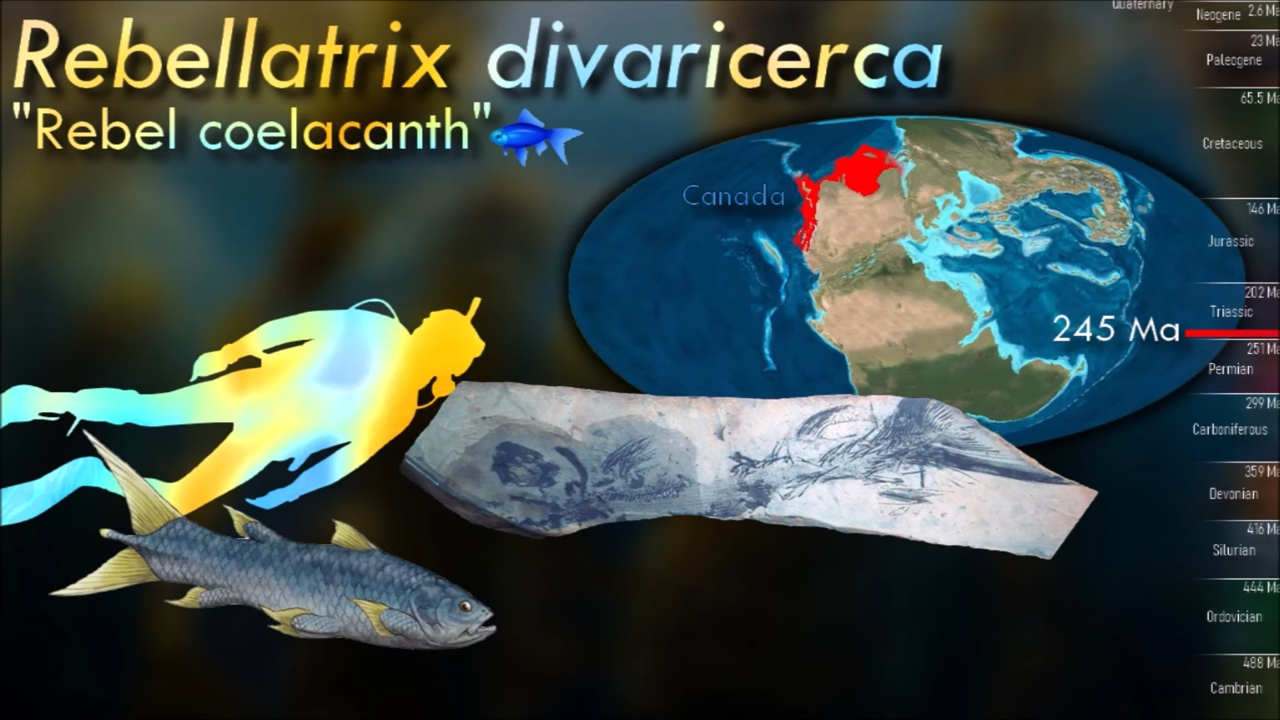 Rebellatrix divaricerca
"Rebel coelacanth"
Canada
245 Ma
Quaternary
2.6 Ma
Neogene
23 Ma
Paleogene
65.5 Ma
Cretaceous
146 Ma
Jurassic
202 Ma
Triassic
251 Ma
Permian
299 Ma
Carboniferous
359 Ma
Devonian
416 Ma
Silurian
444 Ma
Ordovician
488 Ma
Cambrian